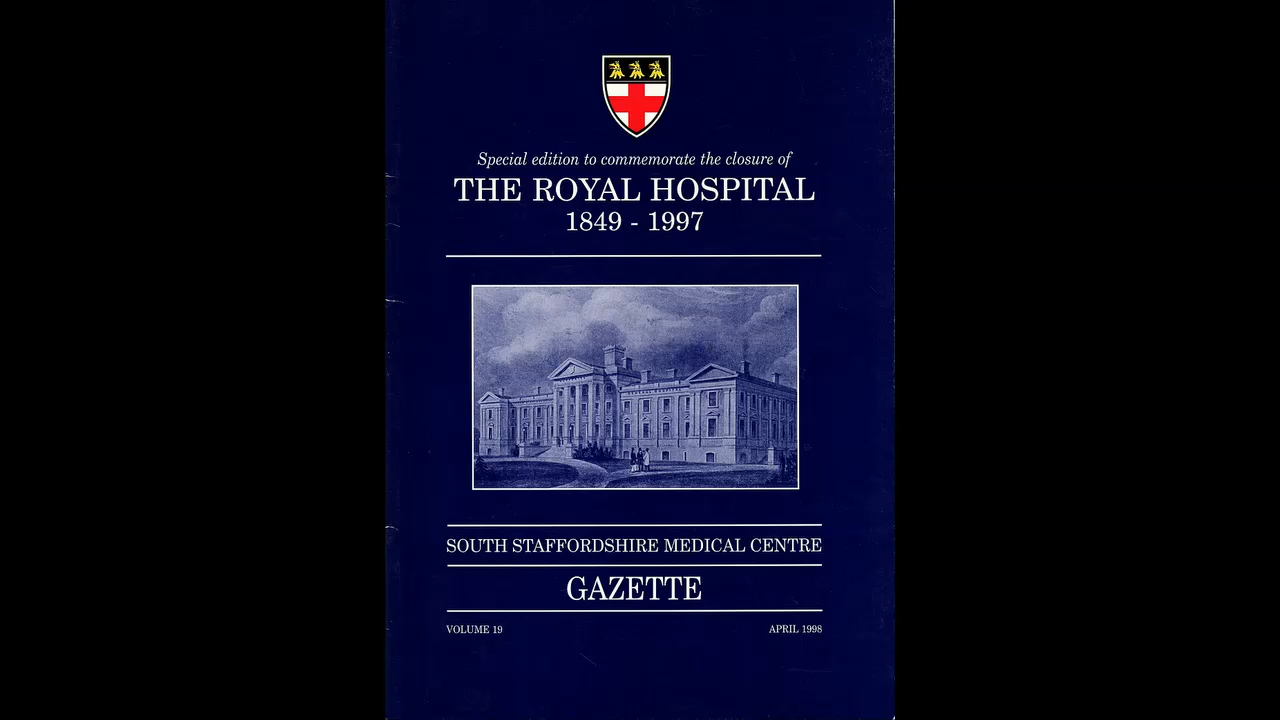 Special edition to commemorate the closure of
THE ROYAL HOSPITAL
1849 - 1997
SOUTH STAFFORDSHIRE MEDICAL CENTRE
GAZETTE
VOLUME 19
APRIL 1998